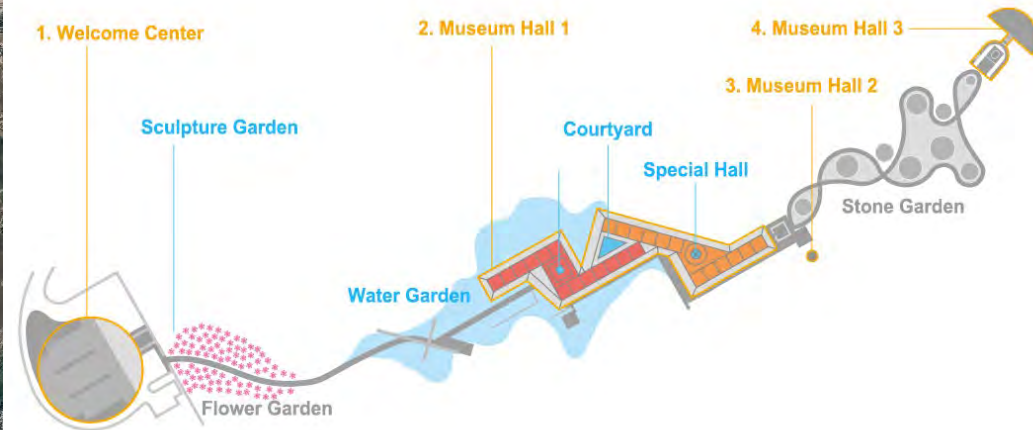 1. Welcome Center
2. Museum Hall 1
4. Museum Hall 3
3. Museum Hall 2
Sculpture Garden
Courtyard
Special Hall
Stone Garden
Water Garden
Flower Garden